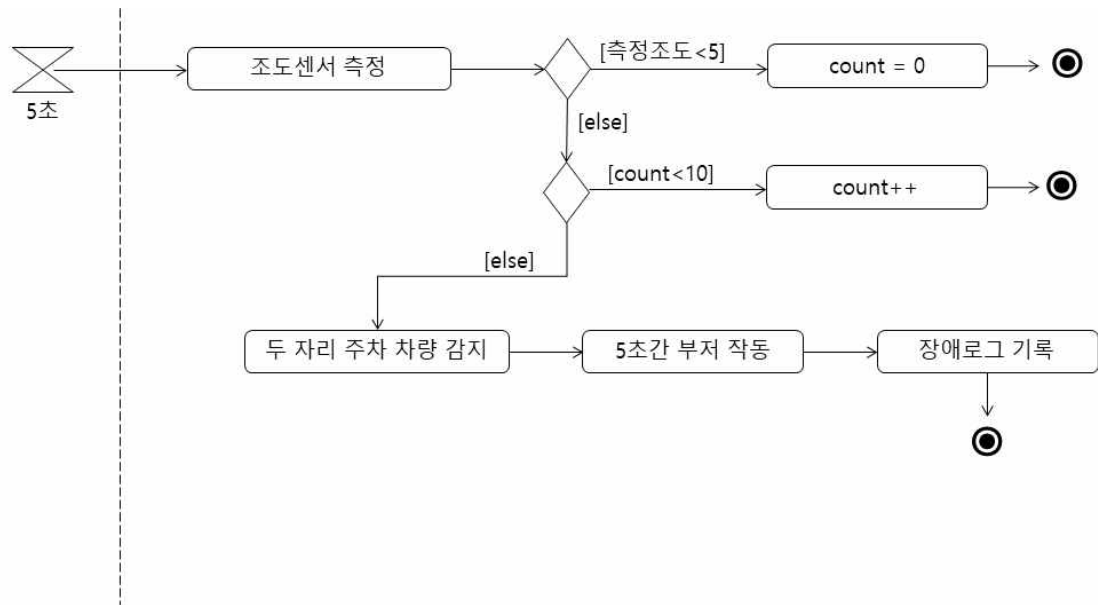 5초
조도센서 측정
[측정조도<5]
count = 0
[else]
[count<10]
count++
[else]
두 자리 주차 차량 감지
5초간 부저 작동
장애로그 기록